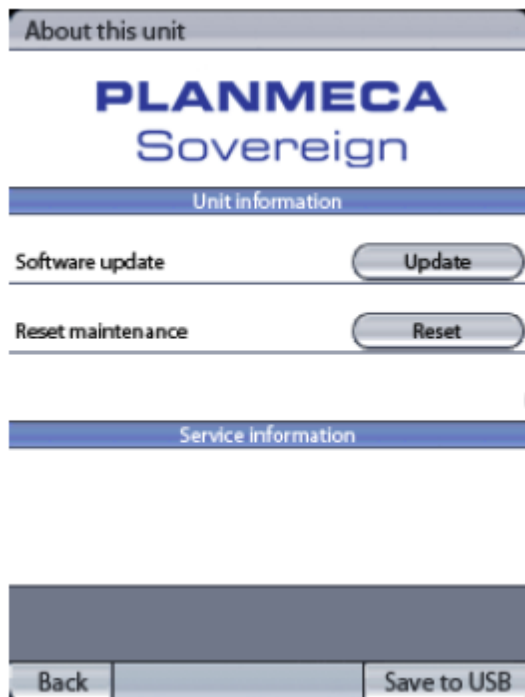 About this unit
PLANMECA
Sovereign
Unit information
Software update Update
Reset maintenance Reset
Service information
Back Save to USB